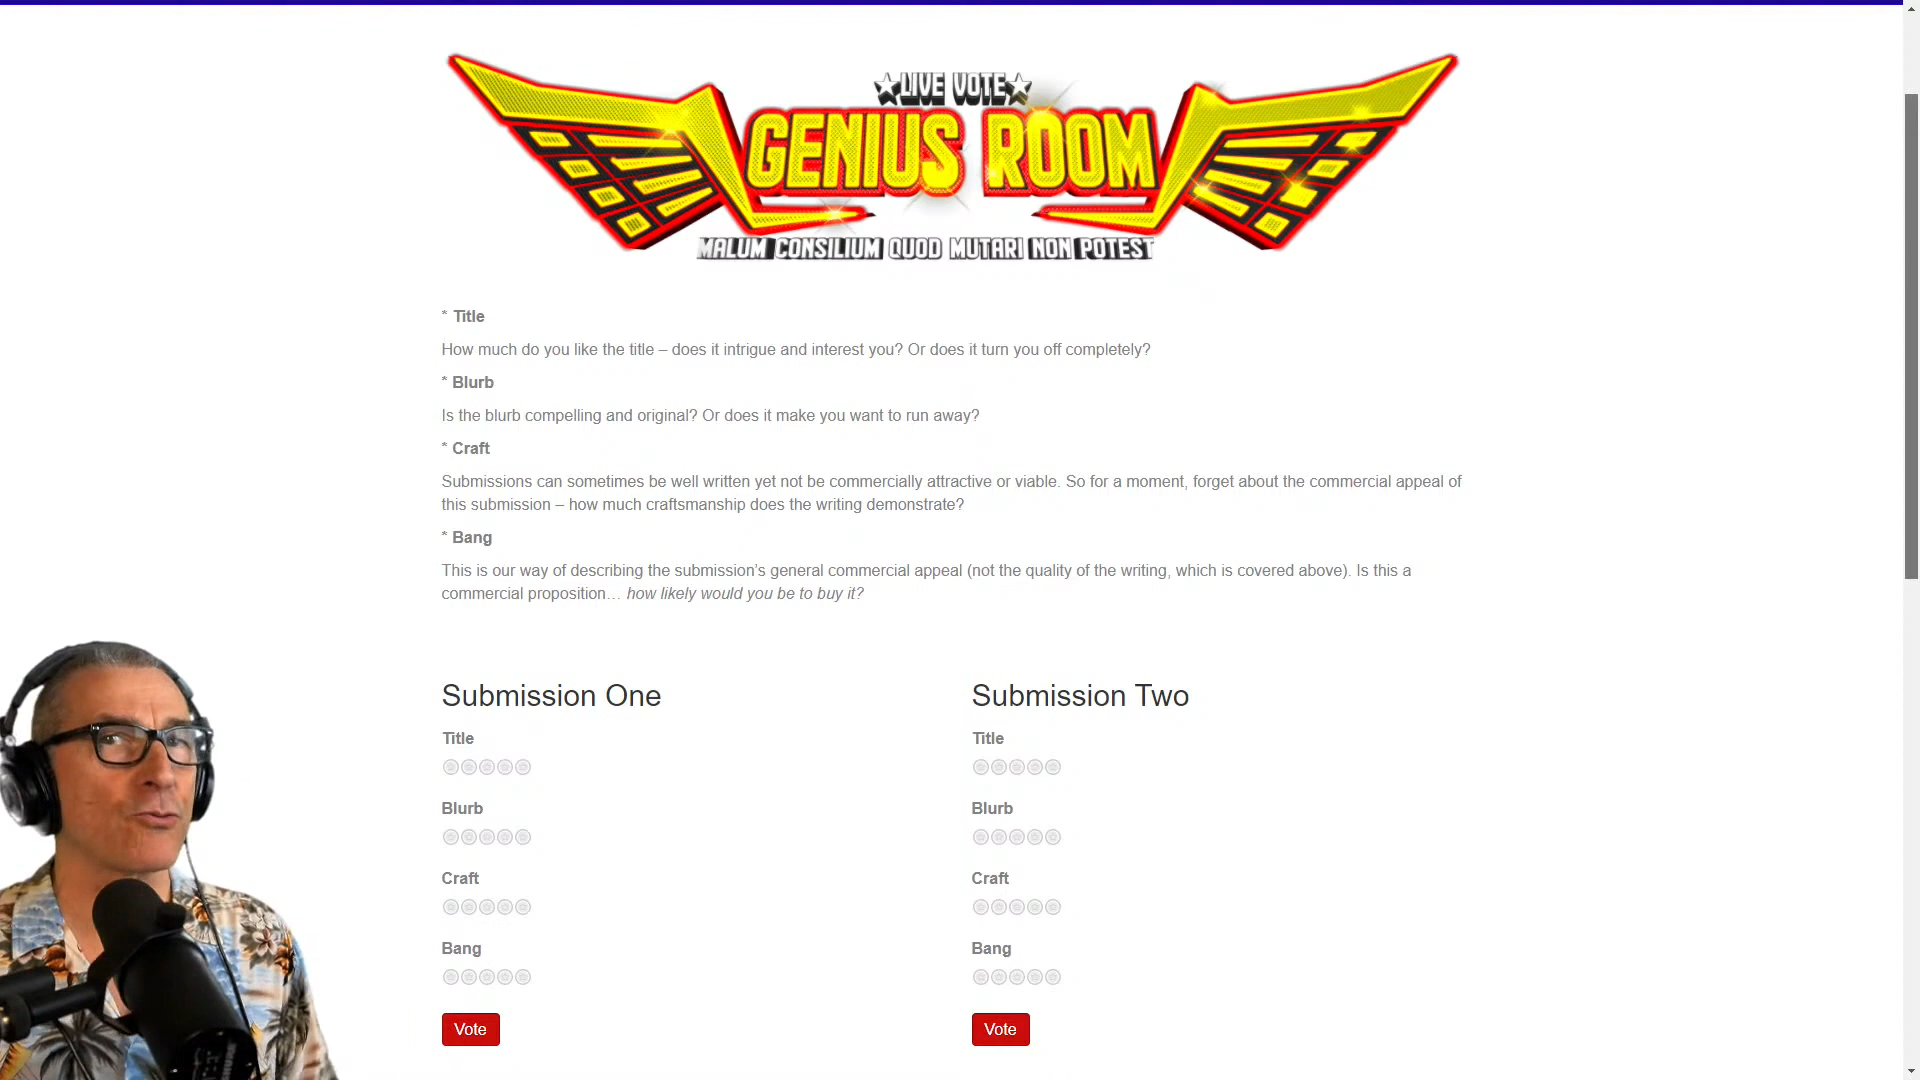 LIVE VOTE
GENIUS ROOM
MALUM CONSILIUM QUOD MUTARI NON POTEST
* Title
How much do you like the title – does it intrigue and interest you? Or does it turn you off completely?
* Blurb
Is the blurb compelling and original? Or does it make you want to run away?
* Craft
Submissions can sometimes be well written yet not be commercially attractive or viable. So for a moment, forget about the commercial appeal of
this submission – how much craftsmanship does the writing demonstrate?
* Bang
This is our way of describing the submission’s general commercial appeal (not the quality of the writing, which is covered above). Is this a
commercial proposition… how likely would you be to buy it?
Submission One
Title
Blurb
Craft
Bang
Vote
Submission Two
Title
Blurb
Craft
Bang
Vote